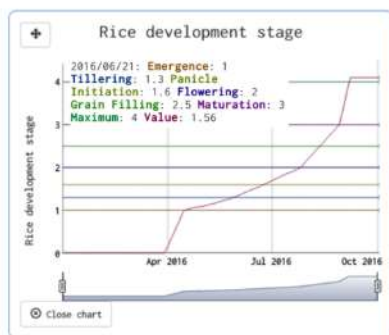 Rice development stage
2016/06/21: Emergence: 1
Tillering: 1.3 Panicle
Initiation: 1.6 Flowering: 2
Grain Filling: 2.5 Maturation: 3
Maximum: 4 Value: 1.56
Rice development stage
4
3
2
1
0
Apr 2016 Jul 2016 Oct 2016
Close chart